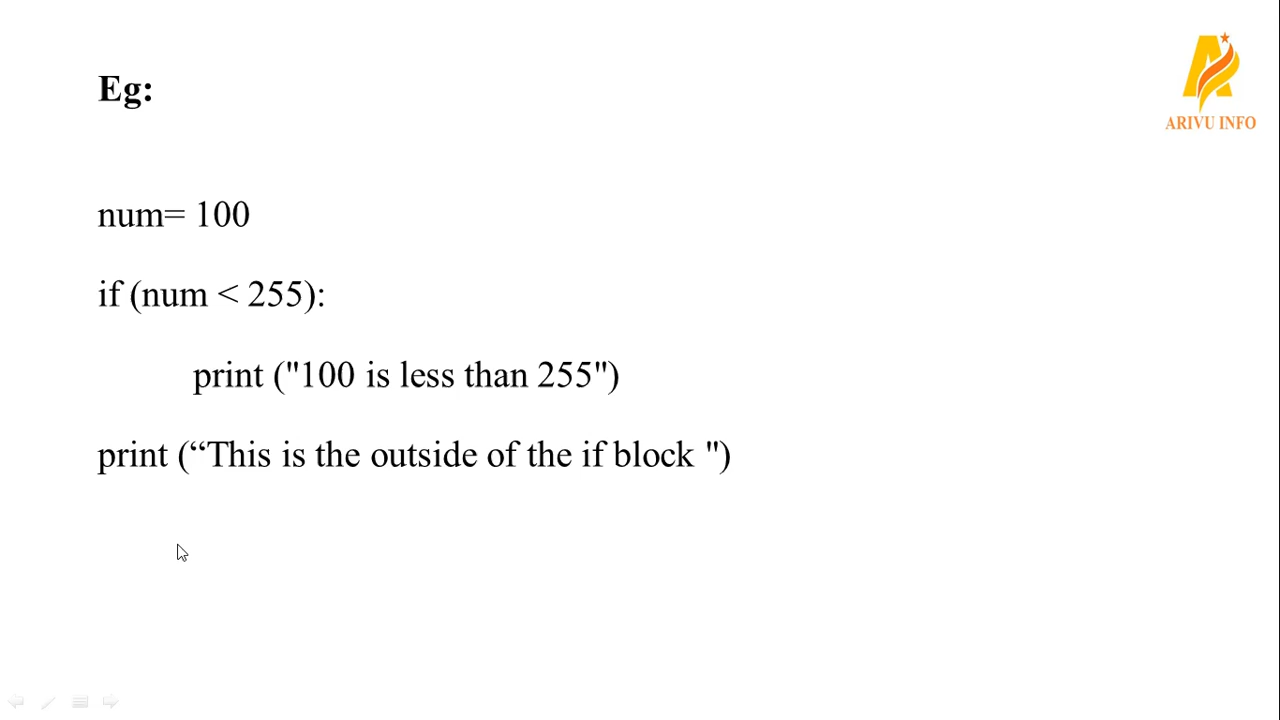 Eg:
ARIVU INFO
num= 100
if (num < 255):
print ("100 is less than 255")
print (“This is the outside of the if block ")